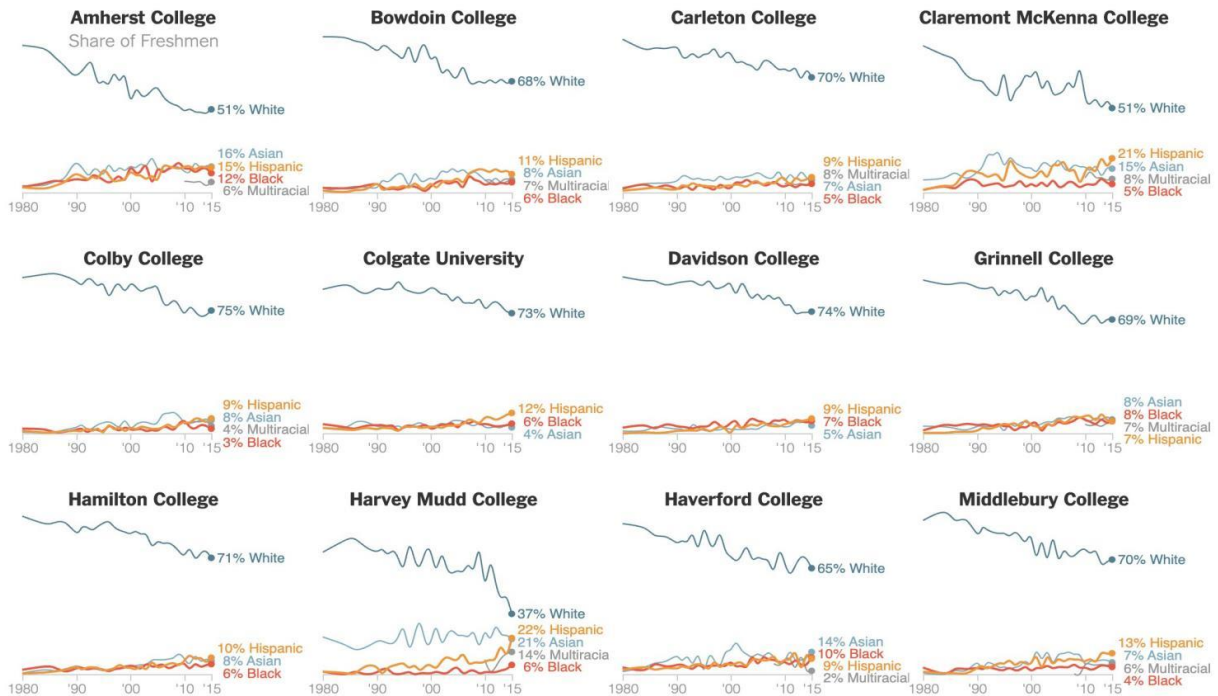 Amherst College
Share of Freshmen
51% White
16% Asian
15% Hispanic
12% Black
6% Multiracial
1980 '90 '00 '10 '15
Bowdoin College
68% White
11% Hispanic
8% Asian
7% Multiracial
6% Black
1980 '90 '00 '10 '15
Carleton College
70% White
9% Hispanic
8% Multiracial
7% Asian
5% Black
1980 '90 '00 '10 '15
Claremont McKenna College
51% White
21% Hispanic
15% Asian
8% Multiracial
5% Black
1980 '90 '00 '10 '15
Colby College
75% White
9% Hispanic
8% Asian
4% Multiracial
3% Black
1980 '90 '00 '10 '15
Colgate University
73% White
12% Hispanic
6% Black
4% Asian
1980 '90 '00 '10 '15
Davidson College
74% White
9% Hispanic
7% Black
5% Asian
1980 '90 '00 '10 '15
Grinnell College
69% White
8% Asian
8% Black
7% Multiracial
7% Hispanic
1980 '90 '00 '10 '15
Hamilton College
71% White
10% Hispanic
8% Asian
6% Black
1980 '90 '00 '10 '15
Harvey Mudd College
37% White
22% Hispanic
21% Asian
14% Multiracia
6% Black
1980 '90 '00 '10 '15
Haverford College
65% White
14% Asian
10% Black
9% Hispanic
2% Multiracial
1980 '90 '00 '10 '15
Middlebury College
70% White
13% Hispanic
7% Asian
6% Multiracial
4% Black
1980 '90 '00 '10 '15